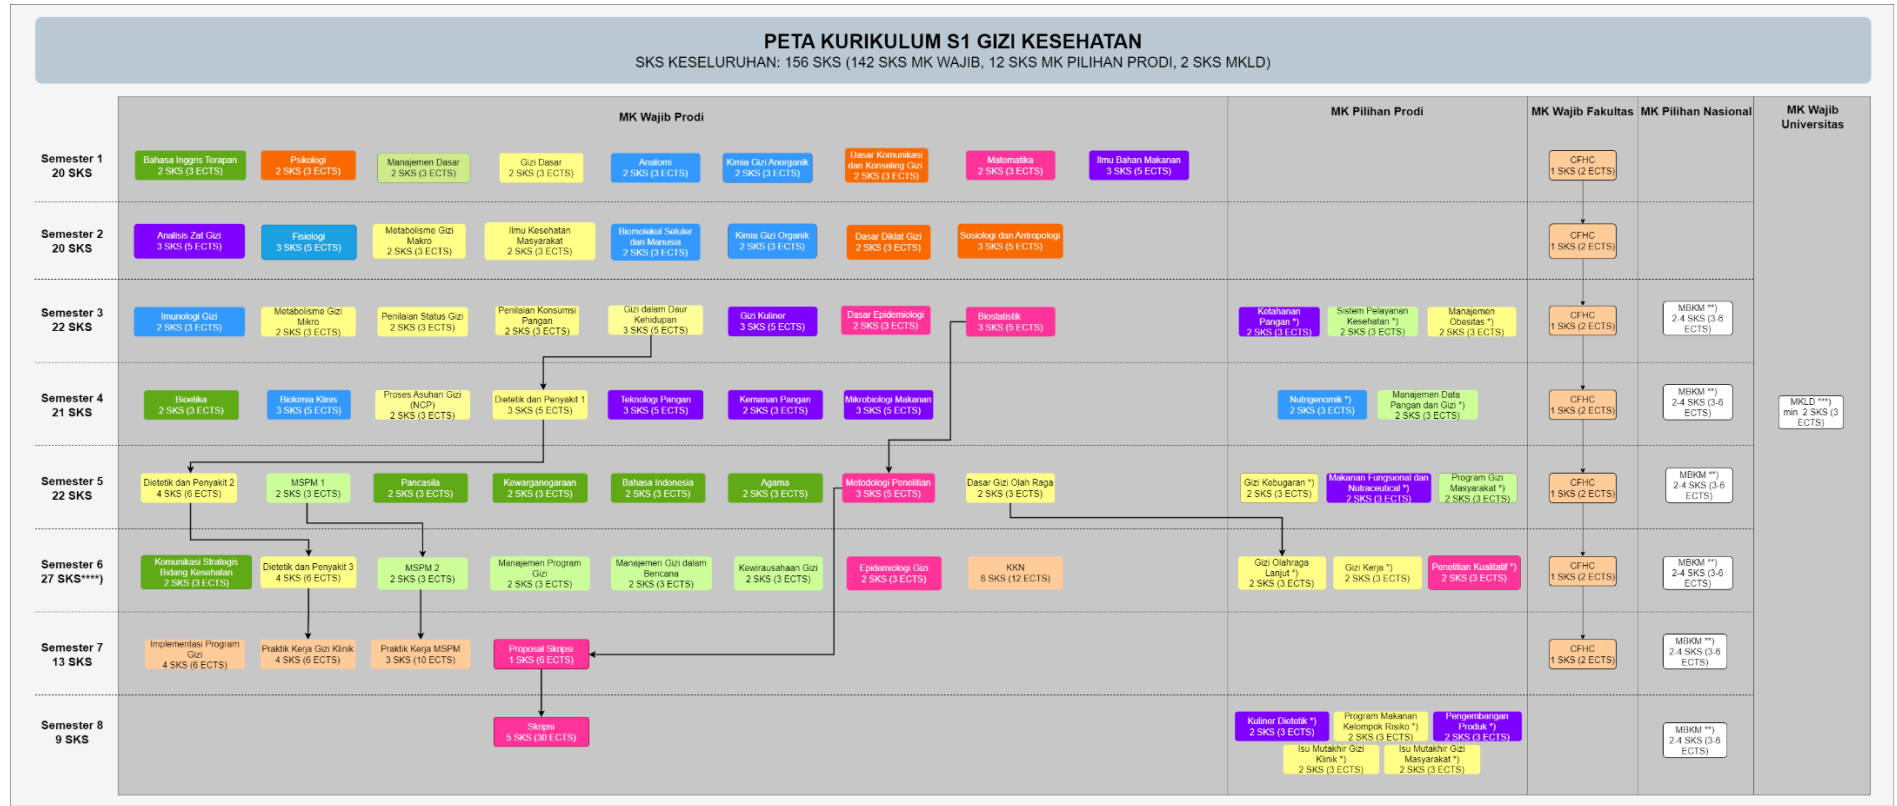 PETA KURIKULUM S1 GIZI KESEHATAN
SKS KESELURUHAN: 156 SKS (142 SKS MK WAJIB, 12 SKS MK PILIHAN PRODI, 2 SKS MKLD)
MK Wajib Prodi
MK Pilihan Prodi
MK Wajib Fakultas
MK Pilihan Nasional
MK Wajib
Universitas
Semester 1
20 SKS
Bahasa Inggris Terapan
2 SKS (3 ECTS)
Psikologi
2 SKS (3 ECTS)
Manajemen Dasar
2 SKS (3 ECTS)
Gizi Dasar
2 SKS (3 ECTS)
Anatomi
2 SKS (3 ECTS)
Kimia Gizi Anorganik
2 SKS (3 ECTS)
Dasar Komunikasi
dan Konseling Gizi
2 SKS (3 ECTS)
Matomatika
2 SKS (3 ECTS)
Ilmu Bahan Makanan
3 SKS (5 ECTS)
CFHC
1 SKS (2 ECTS)
Semester 2
20 SKS
Analisis Zat Gizi
3 SKS (5 ECTS)
Fisiologi
3 SKS (5 ECTS)
Metabolisme Gizi
Makro
2 SKS (3 ECTS)
Ilmu Kesehatan
Masyarakat
2 SKS (3 ECTS)
Biomolekul Seluler
dan Manusia
2 SKS (3 ECTS)
Kimia Gizi Organik
2 SKS (3 ECTS)
Dasar Diklat Gizi
2 SKS (3 ECTS)
Sosiologi dan Antropologi
3 SKS (5 ECTS)
CFHC
1 SKS (2 ECTS)
Semester 3
22 SKS
Imunologi Gizi
2 SKS (3 ECTS)
Metabolisme Gizi
Mikro
2 SKS (3 ECTS)
Penilaian Status Gizi
2 SKS (3 ECTS)
Penilaian Konsumsi
Pangan
2 SKS (3 ECTS)
Gizi dalam Daur
Kehidupan
3 SKS (5 ECTS)
Gizi Kuliner
3 SKS (5 ECTS)
Dasar Epidemiologi
2 SKS (3 ECTS)
Biostatistik
3 SKS (5 ECTS)
Ketahanan
Pangan *)
2 SKS (3 ECTS)
Sistem Pelayanan
Kesehatan *)
2 SKS (3 ECTS)
Manajemen
Obesitas *)
2 SKS (3 ECTS)
CFHC
1 SKS (2 ECTS)
MBKM **)
2-4 SKS (3-6
ECTS)
Semester 4
21 SKS
Bioetika
2 SKS (3 ECTS)
Biokimia Klinis
3 SKS (5 ECTS)
Proses Asuhan Gizi
(NCP)
2 SKS (3 ECTS)
Dietetik dan Penyakit 1
3 SKS (5 ECTS)
Teknologi Pangan
3 SKS (5 ECTS)
Kemanan Pangan
2 SKS (3 ECTS)
Mikrobiologi Makanan
3 SKS (5 ECTS)
Nutrigenomik *)
2 SKS (3 ECTS)
Manajemen Data
Pangan dan Gizi *)
2 SKS (3 ECTS)
CFHC
1 SKS (2 ECTS)
MBKM **)
2-4 SKS (3-6
ECTS)
MKLD ***)
min. 2 SKS (3
ECTS)
Semester 5
22 SKS
Dietetik dan Penyakit 2
4 SKS (6 ECTS)
MSPM 1
2 SKS (3 ECTS)
Pancasila
2 SKS (3 ECTS)
Kewarganegaraan
2 SKS (3 ECTS)
Bahasa Indonesia
2 SKS (3 ECTS)
Agama
2 SKS (3 ECTS)
Metodologi Penelitian
3 SKS (5 ECTS)
Dasar Gizi Olah Raga
2 SKS (3 ECTS)
Gizi Kebugaran *)
2 SKS (3 ECTS)
Makanan Fungsional dan
Nutraceutical *)
2 SKS (3 ECTS)
Program Gizi
Masyarakat *)
2 SKS (3 ECTS)
CFHC
1 SKS (2 ECTS)
MBKM **)
2-4 SKS (3-6
ECTS)
Semester 6
27 SKS****)
Komunikasi Strategis
Bidang Kesehatan
2 SKS (3 ECTS)
Dietetik dan Penyakit 3
4 SKS (6 ECTS)
MSPM 2
2 SKS (3 ECTS)
Manajemen Program
Gizi
2 SKS (3 ECTS)
Manajemen Gizi dalam
Bencana
2 SKS (3 ECTS)
Kewirausahaan Gizi
2 SKS (3 ECTS)
Epidemiologi Gizi
2 SKS (3 ECTS)
KKN
8 SKS (12 ECTS)
Gizi Olahraga
Lanjut *)
2 SKS (3 ECTS)
Gizi Kerja *)
2 SKS (3 ECTS)
Penelitian Kualitatif *)
2 SKS (3 ECTS)
CFHC
1 SKS (2 ECTS)
MBKM **)
2-4 SKS (3-6
ECTS)
Semester 7
13 SKS
Implementasi Program
Gizi
4 SKS (6 ECTS)
Praktik Kerja Gizi Klinik
4 SKS (6 ECTS)
Praktik Kerja MSPM
3 SKS (10 ECTS)
Proposal Skripsi
1 SKS (6 ECTS)
CFHC
1 SKS (2 ECTS)
MBKM **)
2-4 SKS (3-6
ECTS)
Semester 8
9 SKS
Skripsi
5 SKS (30 ECTS)
Kuliner Dietetik *)
2 SKS (3 ECTS)
Program Makanan
Kelompok Risiko *)
2 SKS (3 ECTS)
Pengembangan
Produk *)
2 SKS (3 ECTS)
Isu Mutakhir Gizi
Klinik *)
2 SKS (3 ECTS)
Isu Mutakhir Gizi
Masyarakat *)
2 SKS (3 ECTS)
MBKM **)
2-4 SKS (3-6
ECTS)